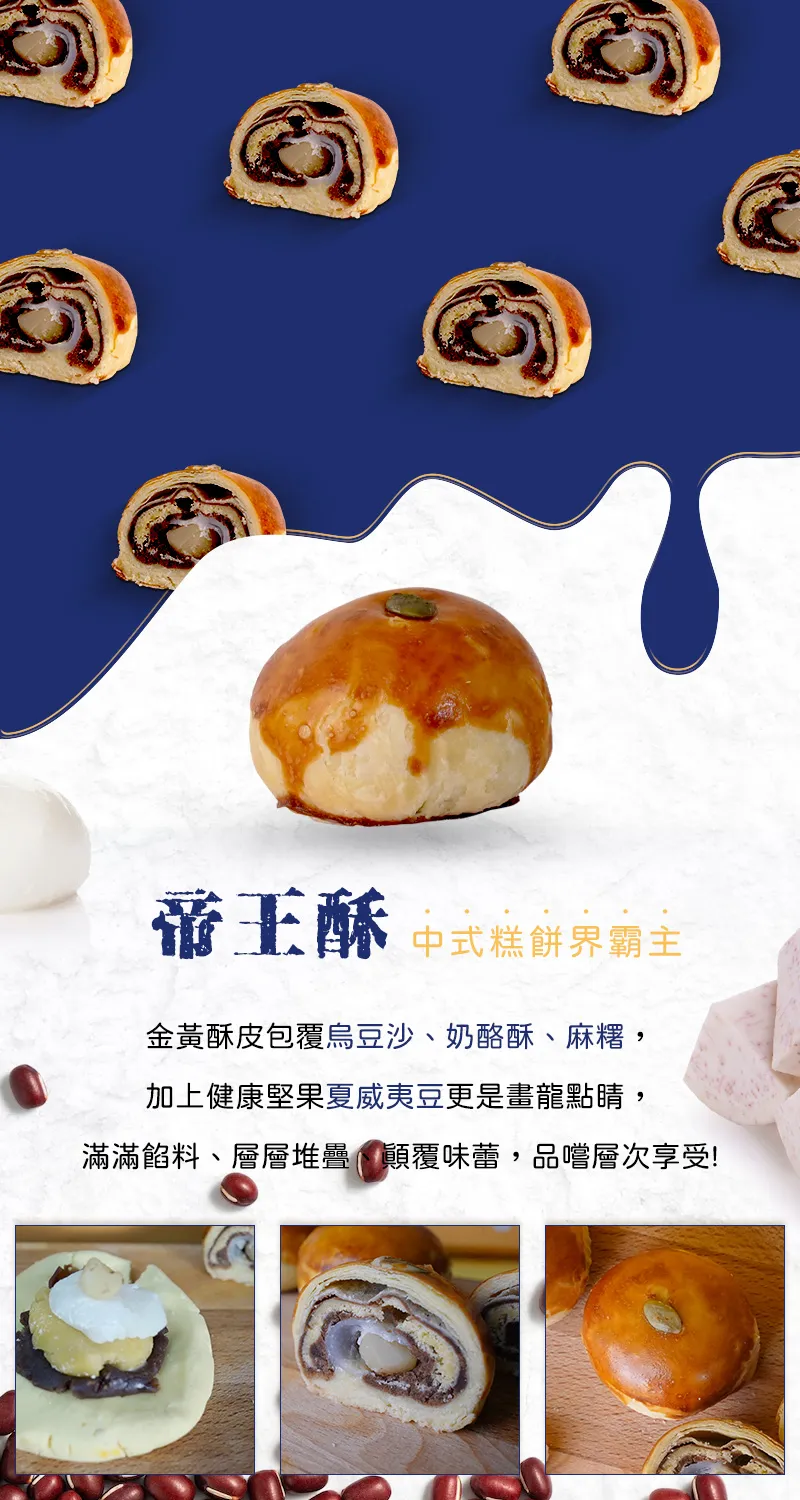 帝王酥 中式糕餅界霸主
金黃酥皮包覆烏豆沙、奶酪酥、麻糬，
加上健康堅果夏威夷豆更是畫龍點睛，
滿滿餡料、層層堆疊、顛覆味蕾，品嚐層次享受!